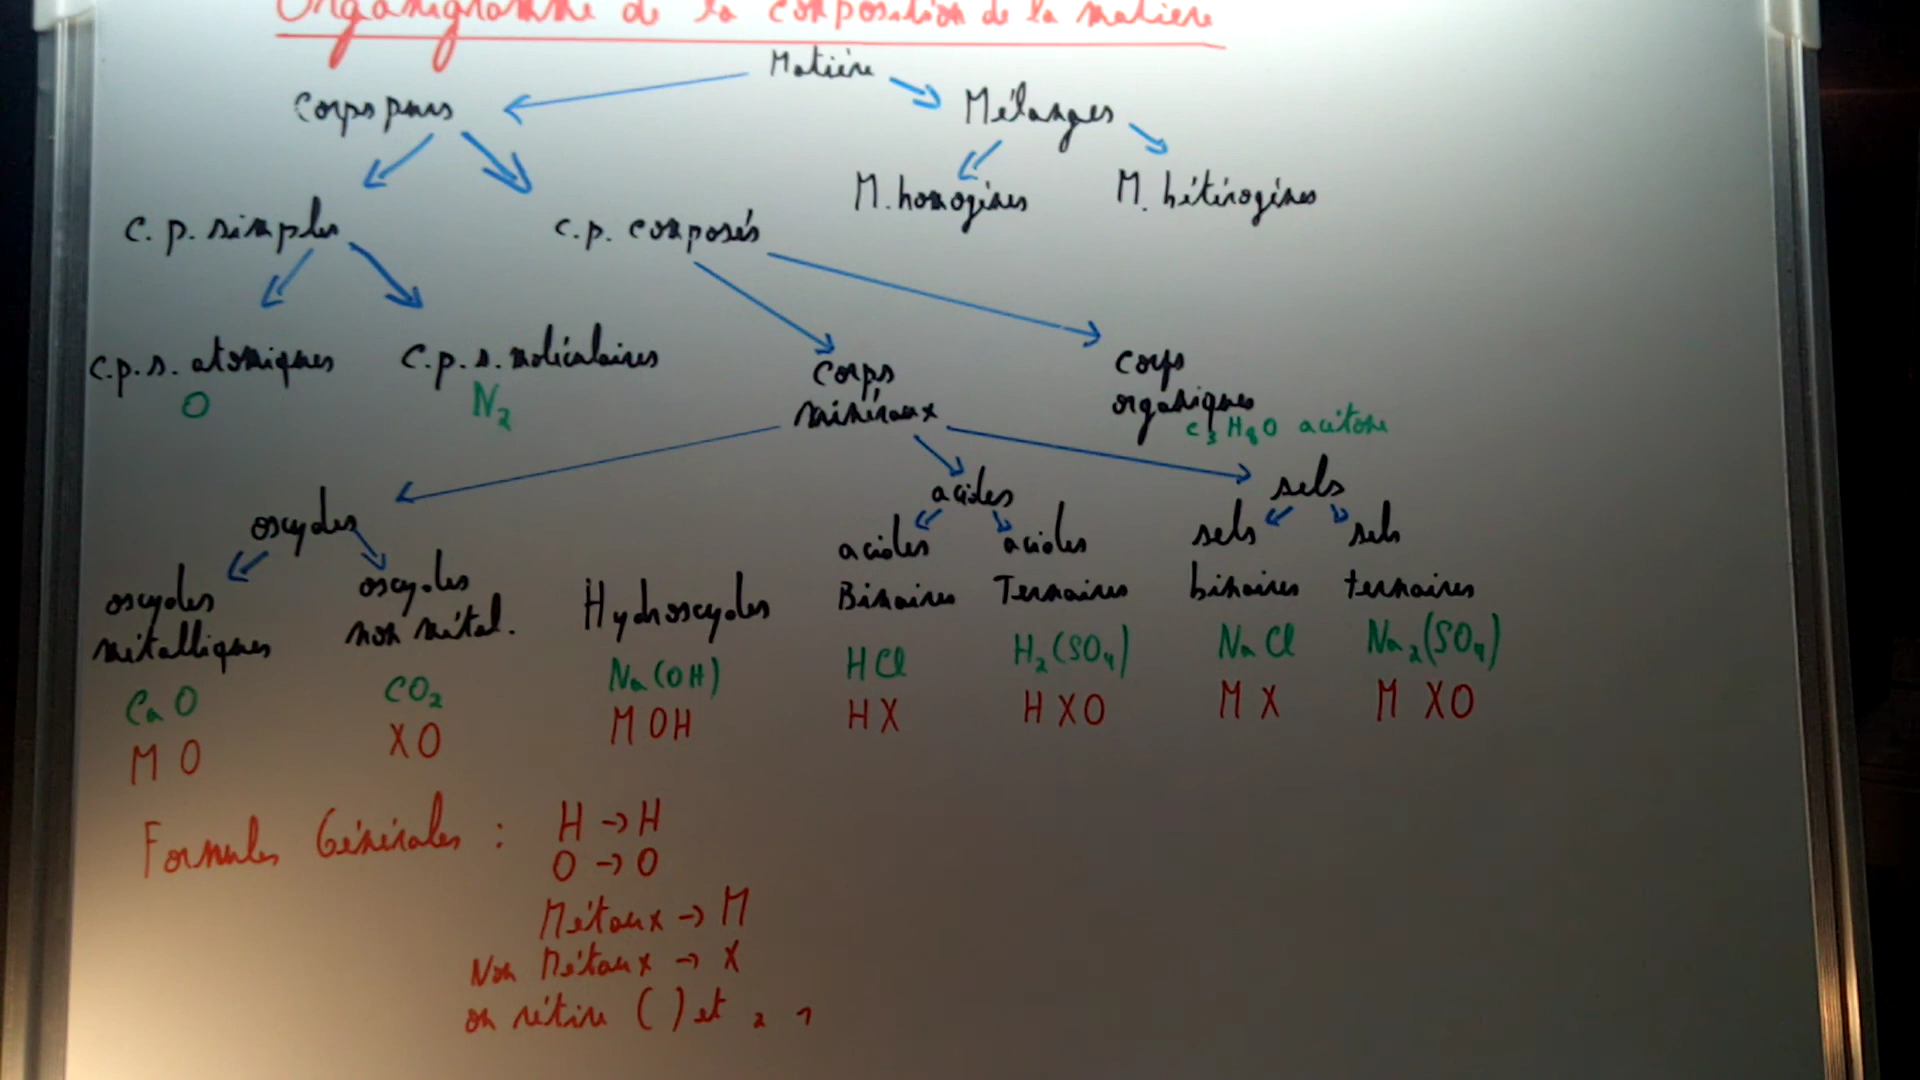 Organigramme de la composition de la matière
Matière
Corps purs
Mélanges
M. homogènes
M. hétérogènes
C. p. simples
C.p. composés
C.p.s. atomiques
O
C.p.s. moléculaires
N₂
Corps
minéraux
Corps
organiques
C₃H₈O acétone
oxydes
acides
sels
oxydes
métalliques
CaO
MO
oxydes
non métal.
CO₂
XO
Hydroxydes
Na(OH)
MOH
acides
Binaires
HCl
HX
acides
Ternaires
H₂(SO₄)
HXO
sels
binaires
NaCl
MX
sels
ternaires
Na₂(SO₄)
M XO
Formules Générales :
H → H
O → O
Métaux → M
Non Métaux → X
on rétire ( ) et ₂ ₁